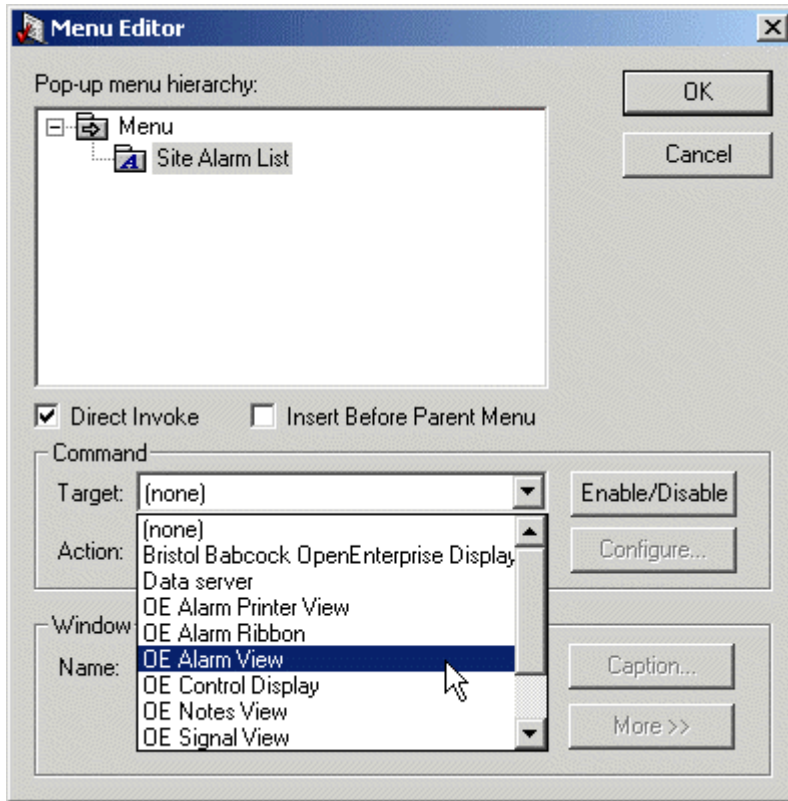 Menu Editor
Pop-up menu hierarchy:
OK
Menu
Site Alarm List
Cancel
Direct Invoke
Insert Before Parent Menu
Command
Target:
(none)
Enable/Disable
(none)
Action:
Bristol Babcock OpenEnterprise Display
Configure...
Data server
OE Alarm Printer View
Window
OE Alarm Ribbon
Name:
OE Alarm View
Caption...
OE Control Display
OE Notes View
More >>
OE Signal View